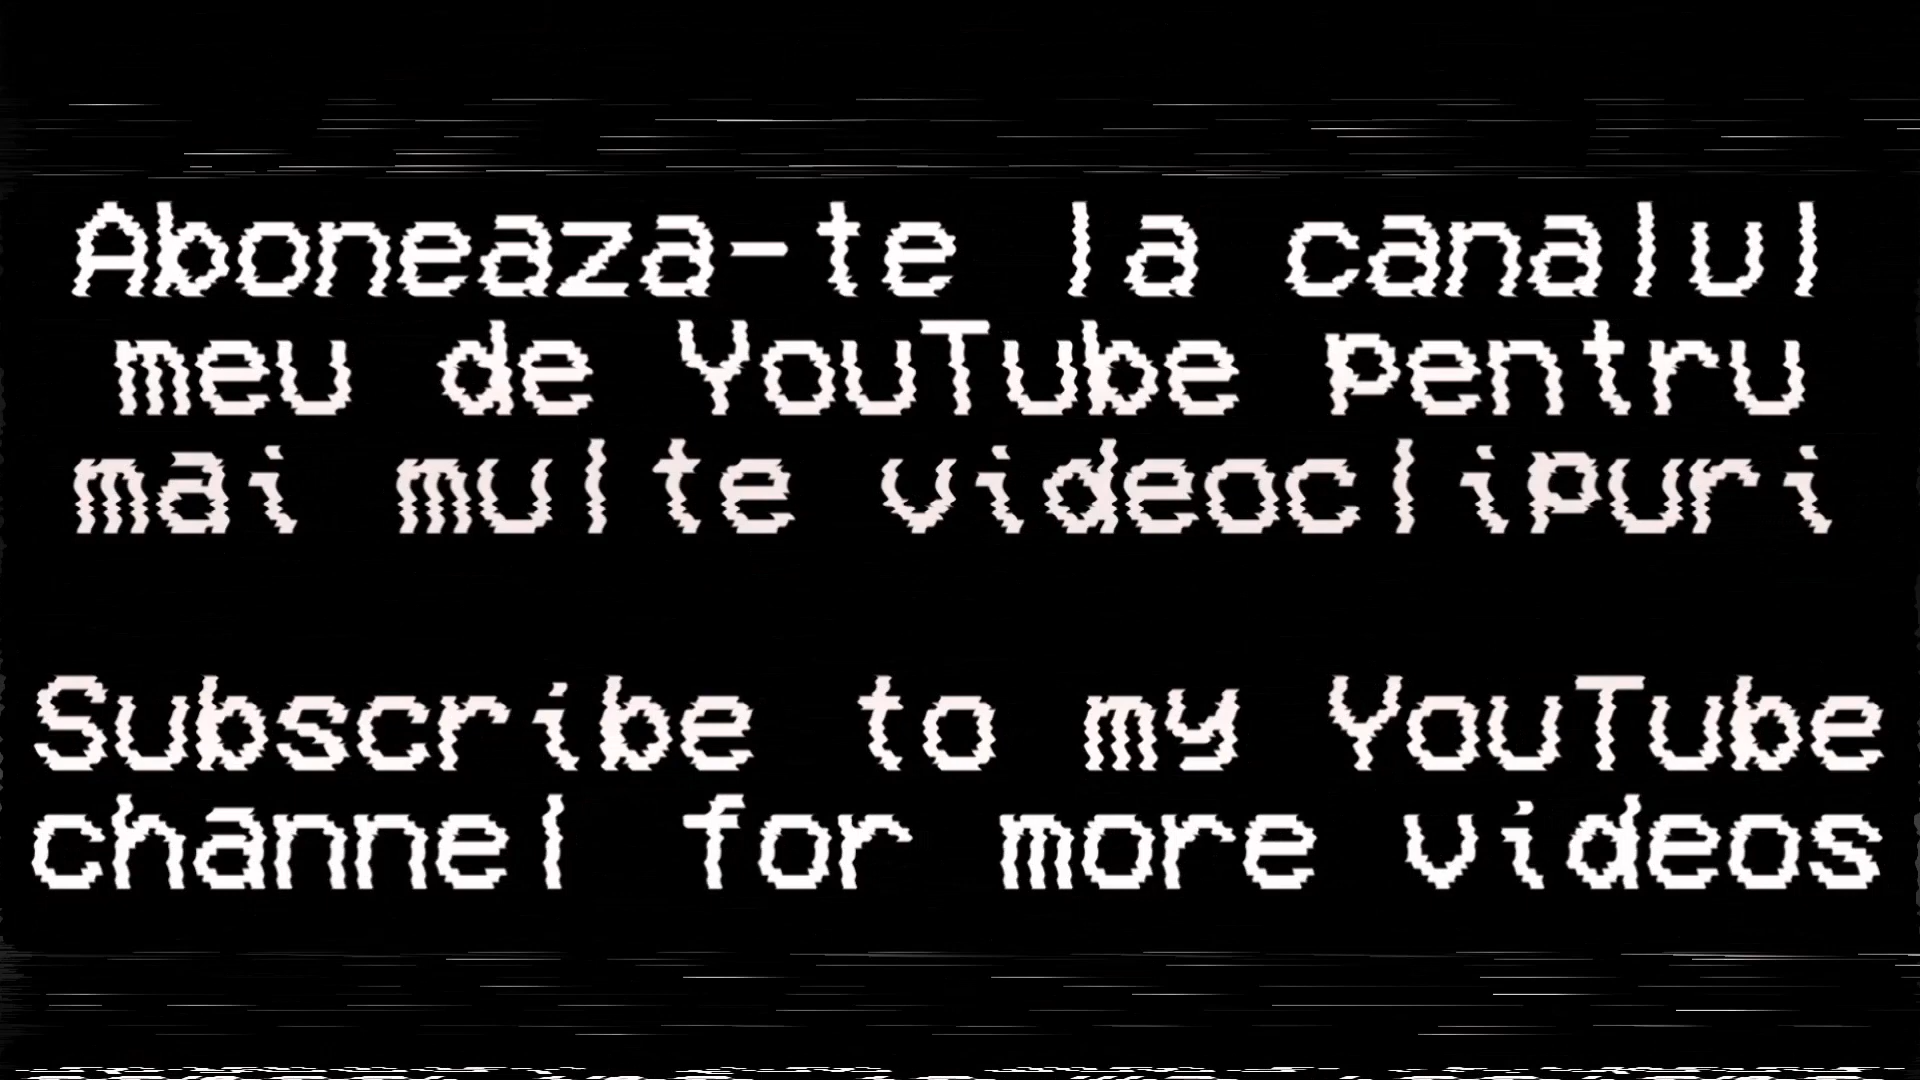 Aboneaza-te la canalul
meu de YouTube pentru
mai multe videoclipuri
Subscribe to my YouTube
channel for more videos